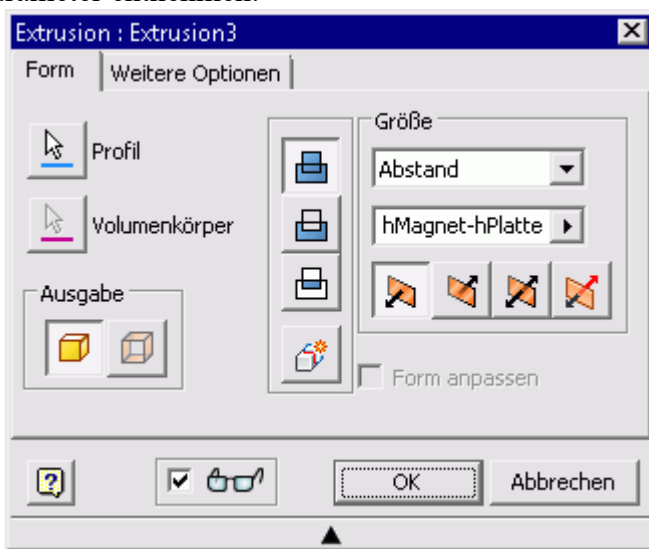 Extrusion : Extrusion3
Form
Weitere Optionen
Profil
Volumenkörper
Ausgabe
Größe
Abstand
hMagnet-hPlatte
Form anpassen
OK
Abbrechen